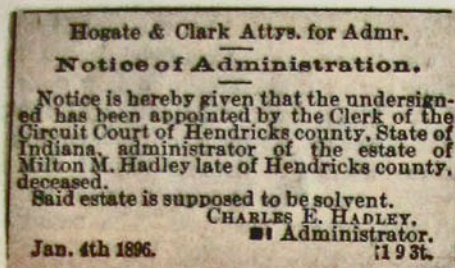 Hogate & Clark Attys. for Admr.
Notice of Administration.
Notice is hereby given that the undersign-
ed has been appointed by the Clerk of the
Circuit Court of Hendricks county, State of
Indiana, administrator of the estate of
Milton M. Hadley late of Hendricks county,
deceased.
Said estate is supposed to be solvent.
CHARLES E. HADLEY,
Administrator.
Jan. 4th 1896. 19 3t.